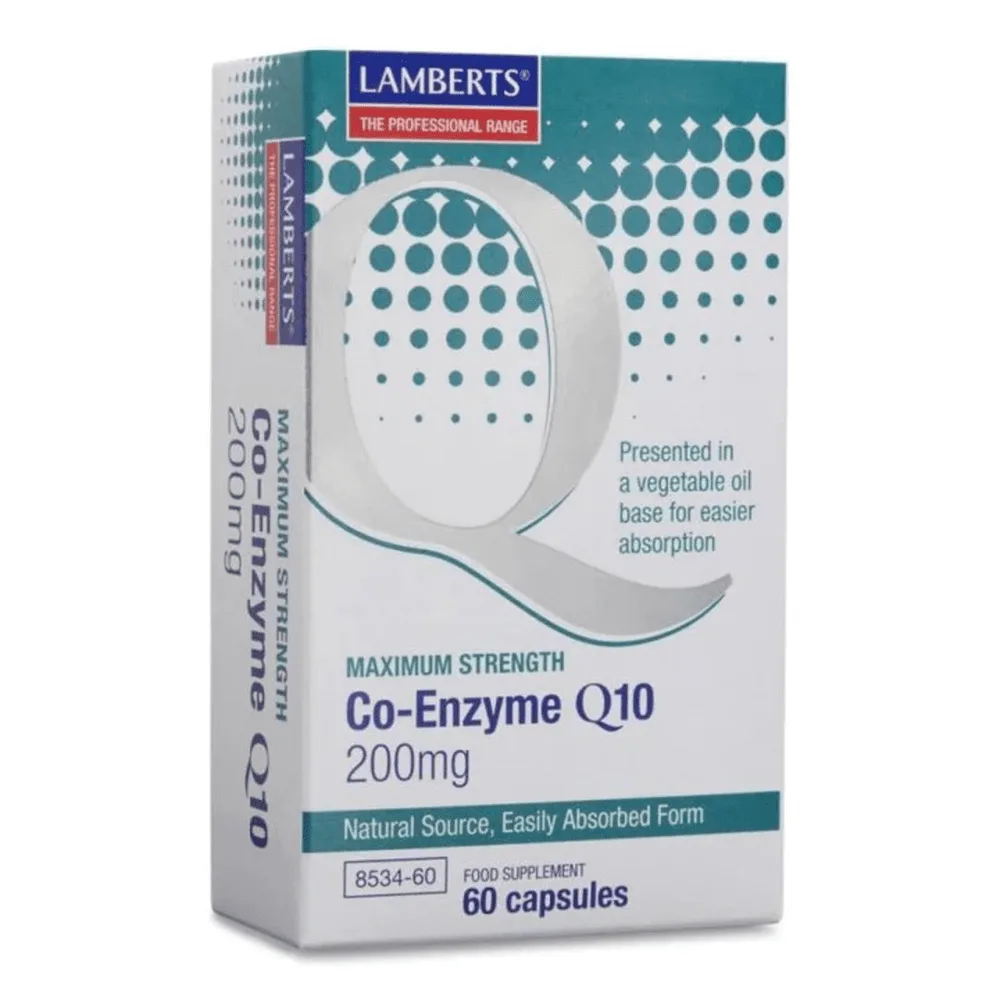 LAMBERTS®
THE PROFESSIONAL RANGE
Presented in
a vegetable oil
base for easier
absorption
MAXIMUM STRENGTH
Co-Enzyme Q10
200mg
Natural Source, Easily Absorbed Form
8534-60
FOOD SUPPLEMENT
60 capsules
LAMBERTS®
THE PROFESSIONAL RANGE
MAXIMUM STRENGTH
Co-Enzyme Q10
200mg